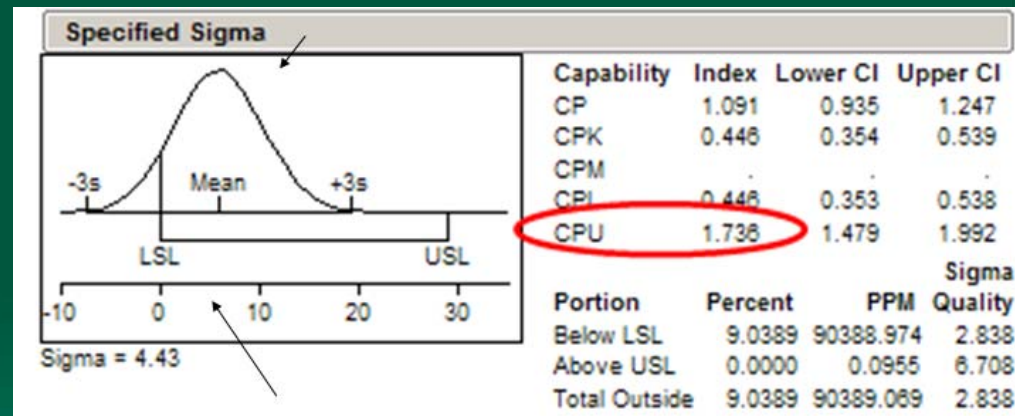 Specified Sigma
-3s Mean +3s
LSL USL
-10 0 10 20 30
Sigma = 4.43
Capability Index Lower CI Upper CI
CP 1.091 0.935 1.247
CPK 0.446 0.354 0.539
CPM . . .
CPL 0.446 0.353 0.538
CPU 1.736 1.479 1.992
Sigma
Portion Percent PPM Quality
Below LSL 9.0389 90388.974 2.838
Above USL 0.0000 0.0955 6.708
Total Outside 9.0389 90389.069 2.838